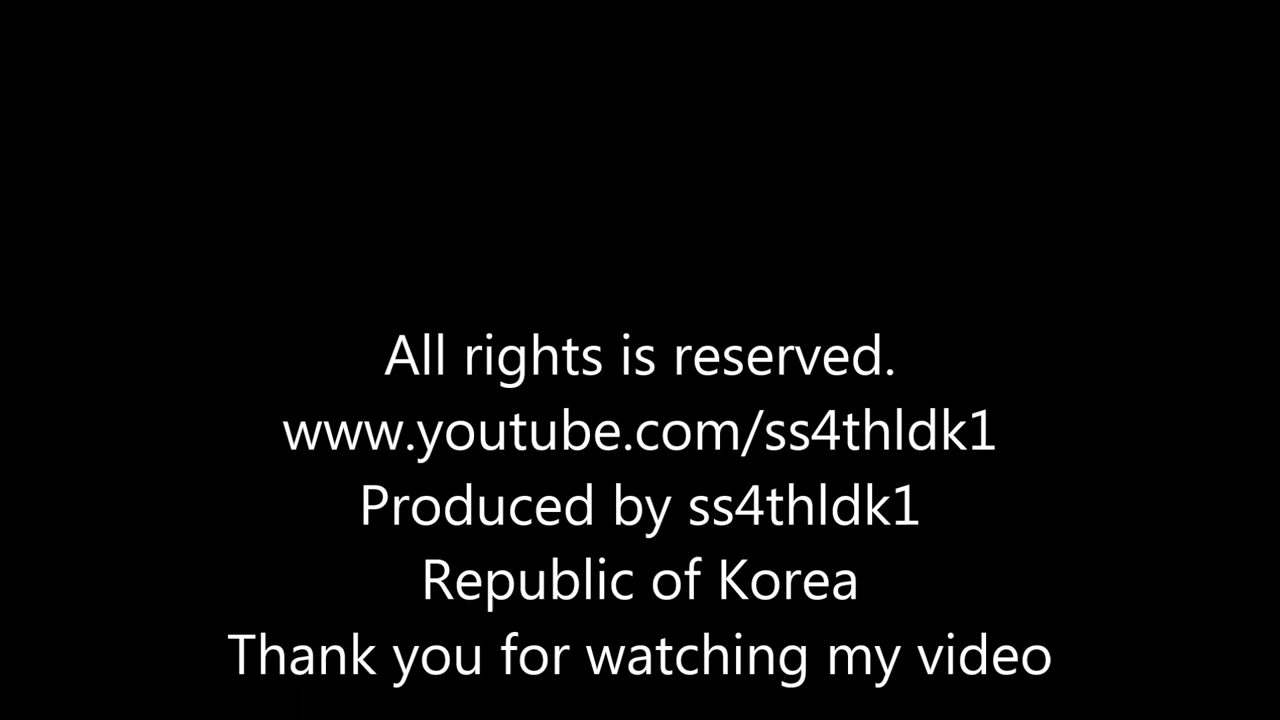 All rights is reserved.
www.youtube.com/ss4thldk1
Produced by ss4thldk1
Republic of Korea
Thank you for watching my video